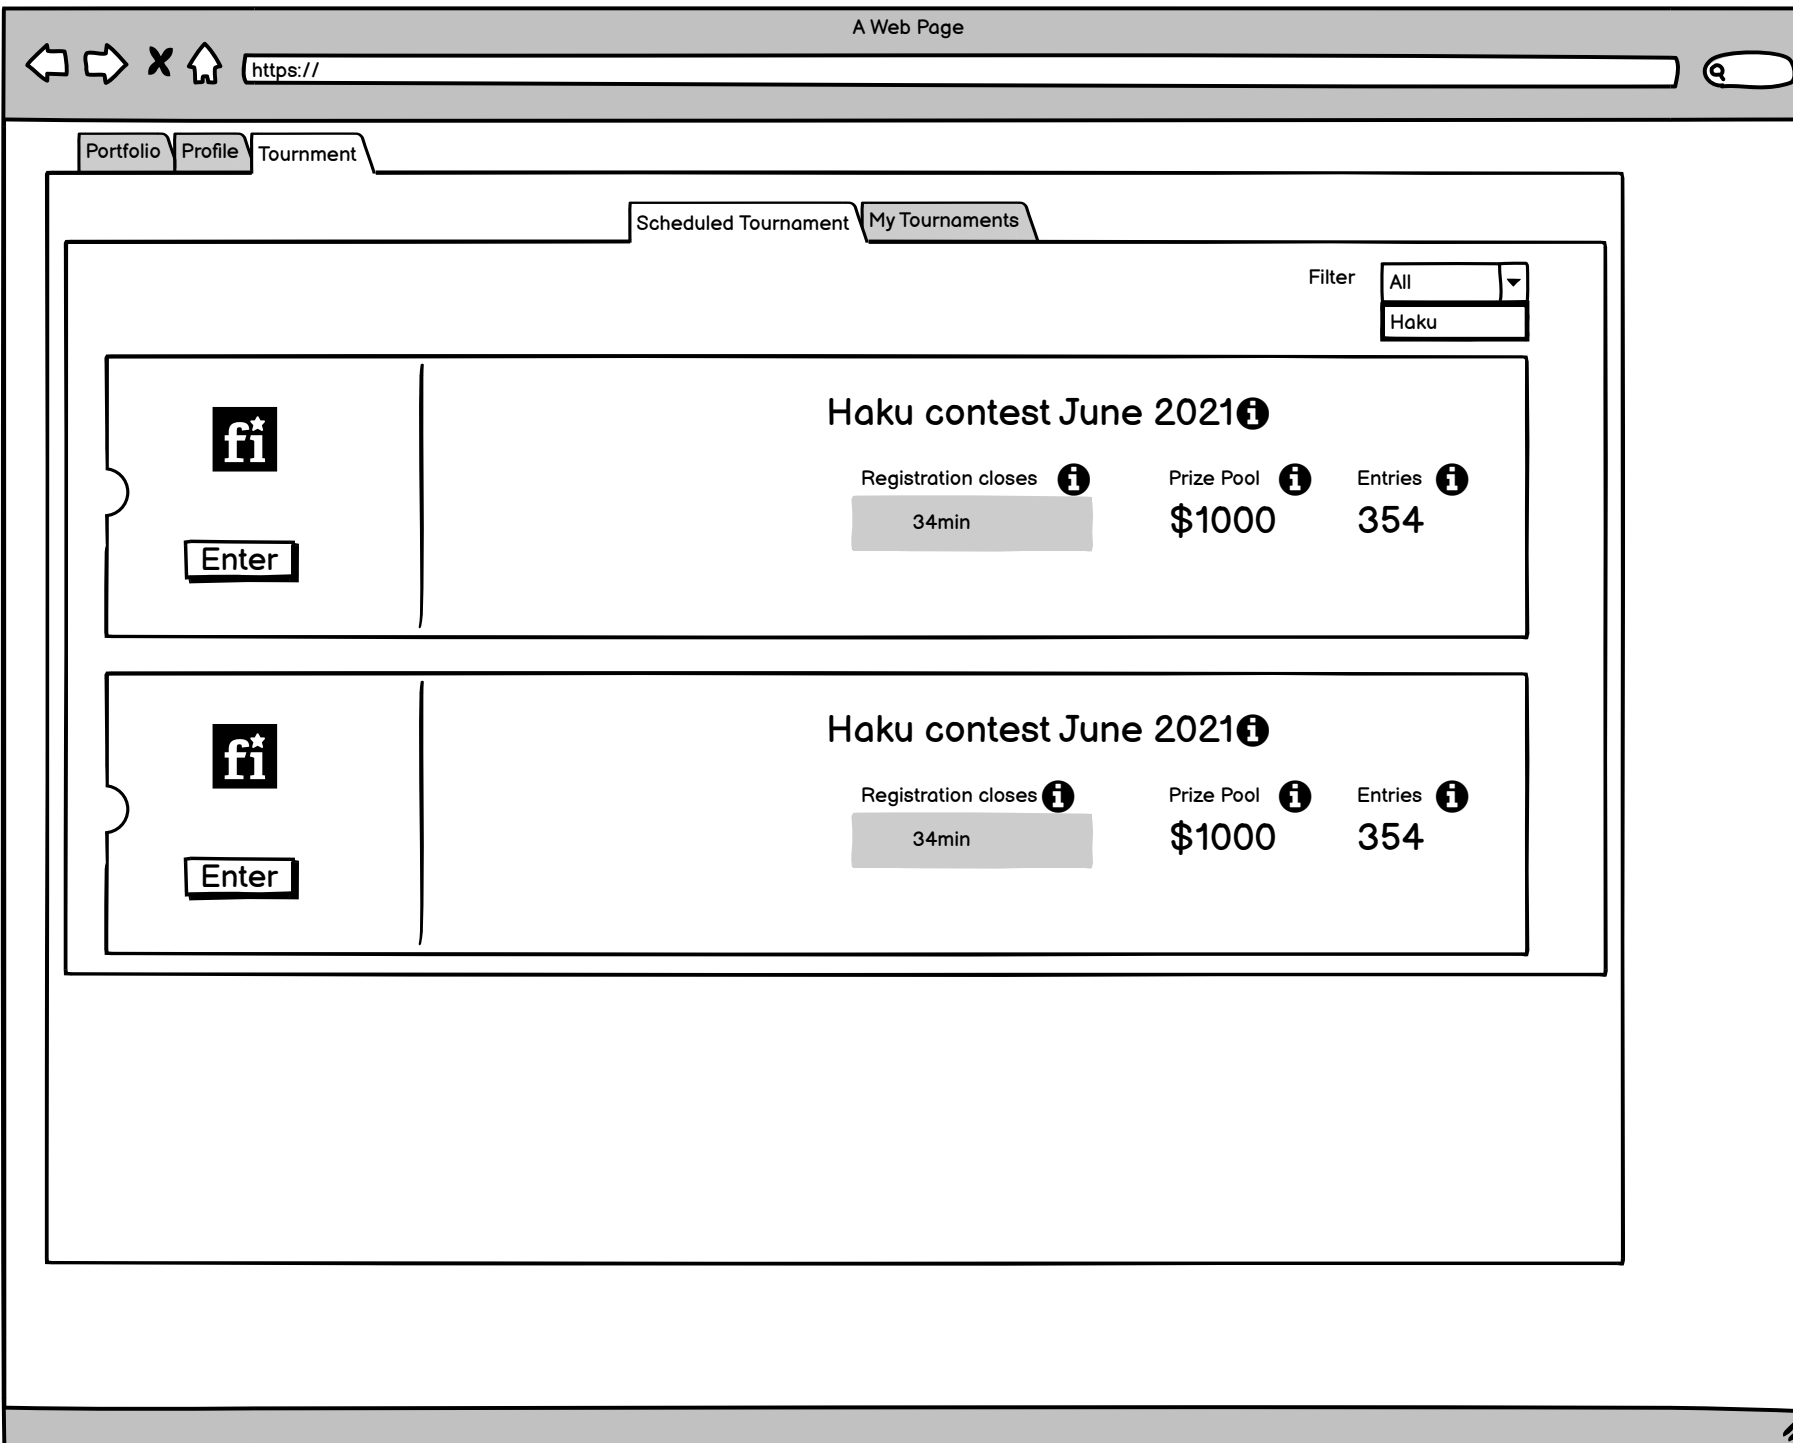 A Web Page
https://
Portfolio Profile Tournment
Scheduled Tournament My Tournaments
Filter All
Haku
fi
Haku contest June 2021
Registration closes Prize Pool Entries
34min $1000 354
Enter
fi
Haku contest June 2021
Registration closes Prize Pool Entries
34min $1000 354
Enter